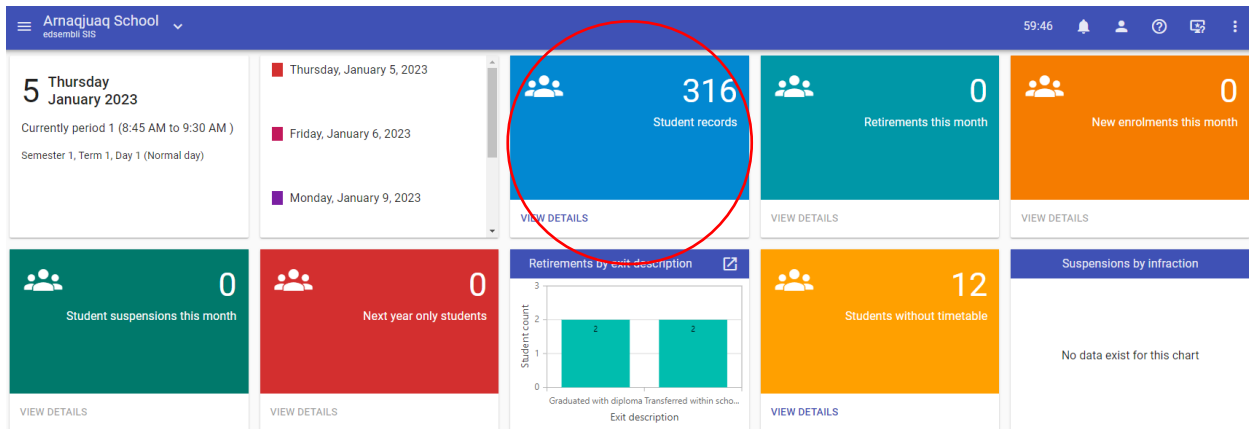 Arnaqjuaq School
edsembli SIS
59:46
5 Thursday
January 2023
Currently period 1 (8:45 AM to 9:30 AM )
Semester 1, Term 1, Day 1 (Normal day)
Thursday, January 5, 2023
Friday, January 6, 2023
Monday, January 9, 2023
316
Student records
VIEW DETAILS
0
Retirements this month
VIEW DETAILS
0
New enrolments this month
VIEW DETAILS
0
Student suspensions this month
VIEW DETAILS
0
Next year only students
VIEW DETAILS
Retirements by exit description
Student count
3
2
1
0
2
2
Graduated with diploma Transferred within scho...
Exit description
12
Students without timetable
VIEW DETAILS
Suspensions by infraction
No data exist for this chart